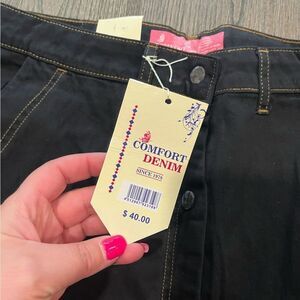 COMFORT
DENIM
SINCE 1976
$ 40.00